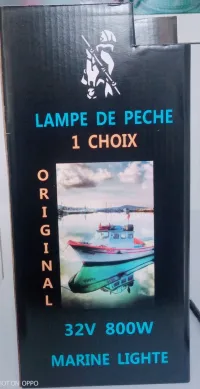 LAMPE DE PECHE
1 CHOIX
ORIGINAL
32V 800W
MARINE LIGHTE